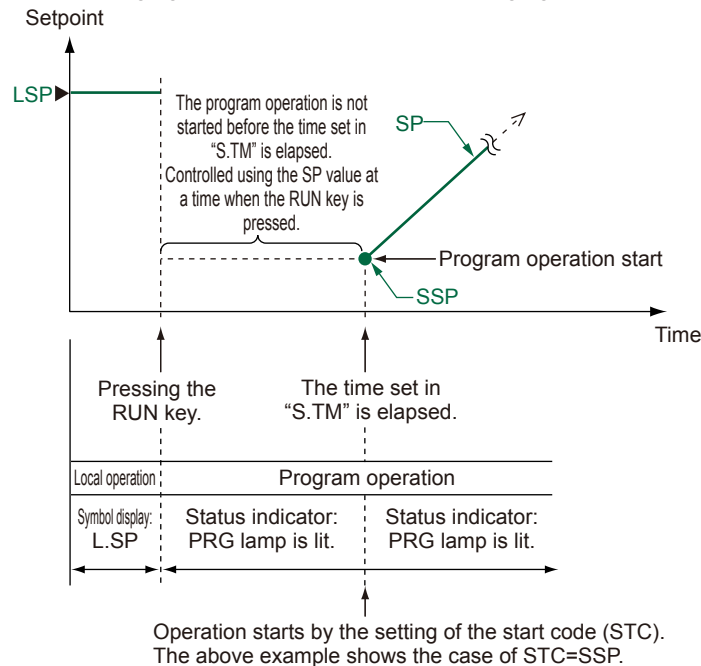 Setpoint
LSP
The program operation is not
started before the time set in
“S.TM” is elapsed.
Controlled using the SP value at
a time when the RUN key is
pressed.
SP
Program operation start
SSP
Time
Pressing the
RUN key.
The time set in
“S.TM” is elapsed.
Local operation
Program operation
Symbol display:
L.SP
Status indicator:
PRG lamp is lit.
Status indicator:
PRG lamp is lit.
Operation starts by the setting of the start code (STC).
The above example shows the case of STC=SSP.